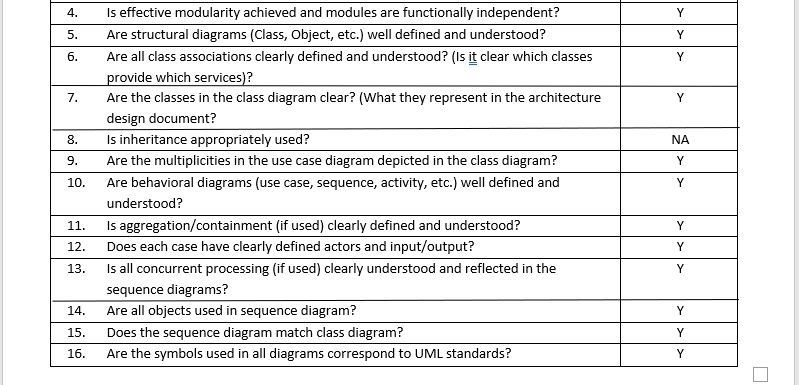 4. Is effective modularity achieved and modules are functionally independent? Y
5. Are structural diagrams (Class, Object, etc.) well defined and understood? Y
6. Are all class associations clearly defined and understood? (Is it clear which classes Y
provide which services)?
7. Are the classes in the class diagram clear? (What they represent in the architecture Y
design document?
8. Is inheritance appropriately used? NA
9. Are the multiplicities in the use case diagram depicted in the class diagram? Y
10. Are behavioral diagrams (use case, sequence, activity, etc.) well defined and Y
understood?
11. Is aggregation/containment (if used) clearly defined and understood? Y
12. Does each case have clearly defined actors and input/output? Y
13. Is all concurrent processing (if used) clearly understood and reflected in the Y
sequence diagrams?
14. Are all objects used in sequence diagram? Y
15. Does the sequence diagram match class diagram? Y
16. Are the symbols used in all diagrams correspond to UML standards? Y